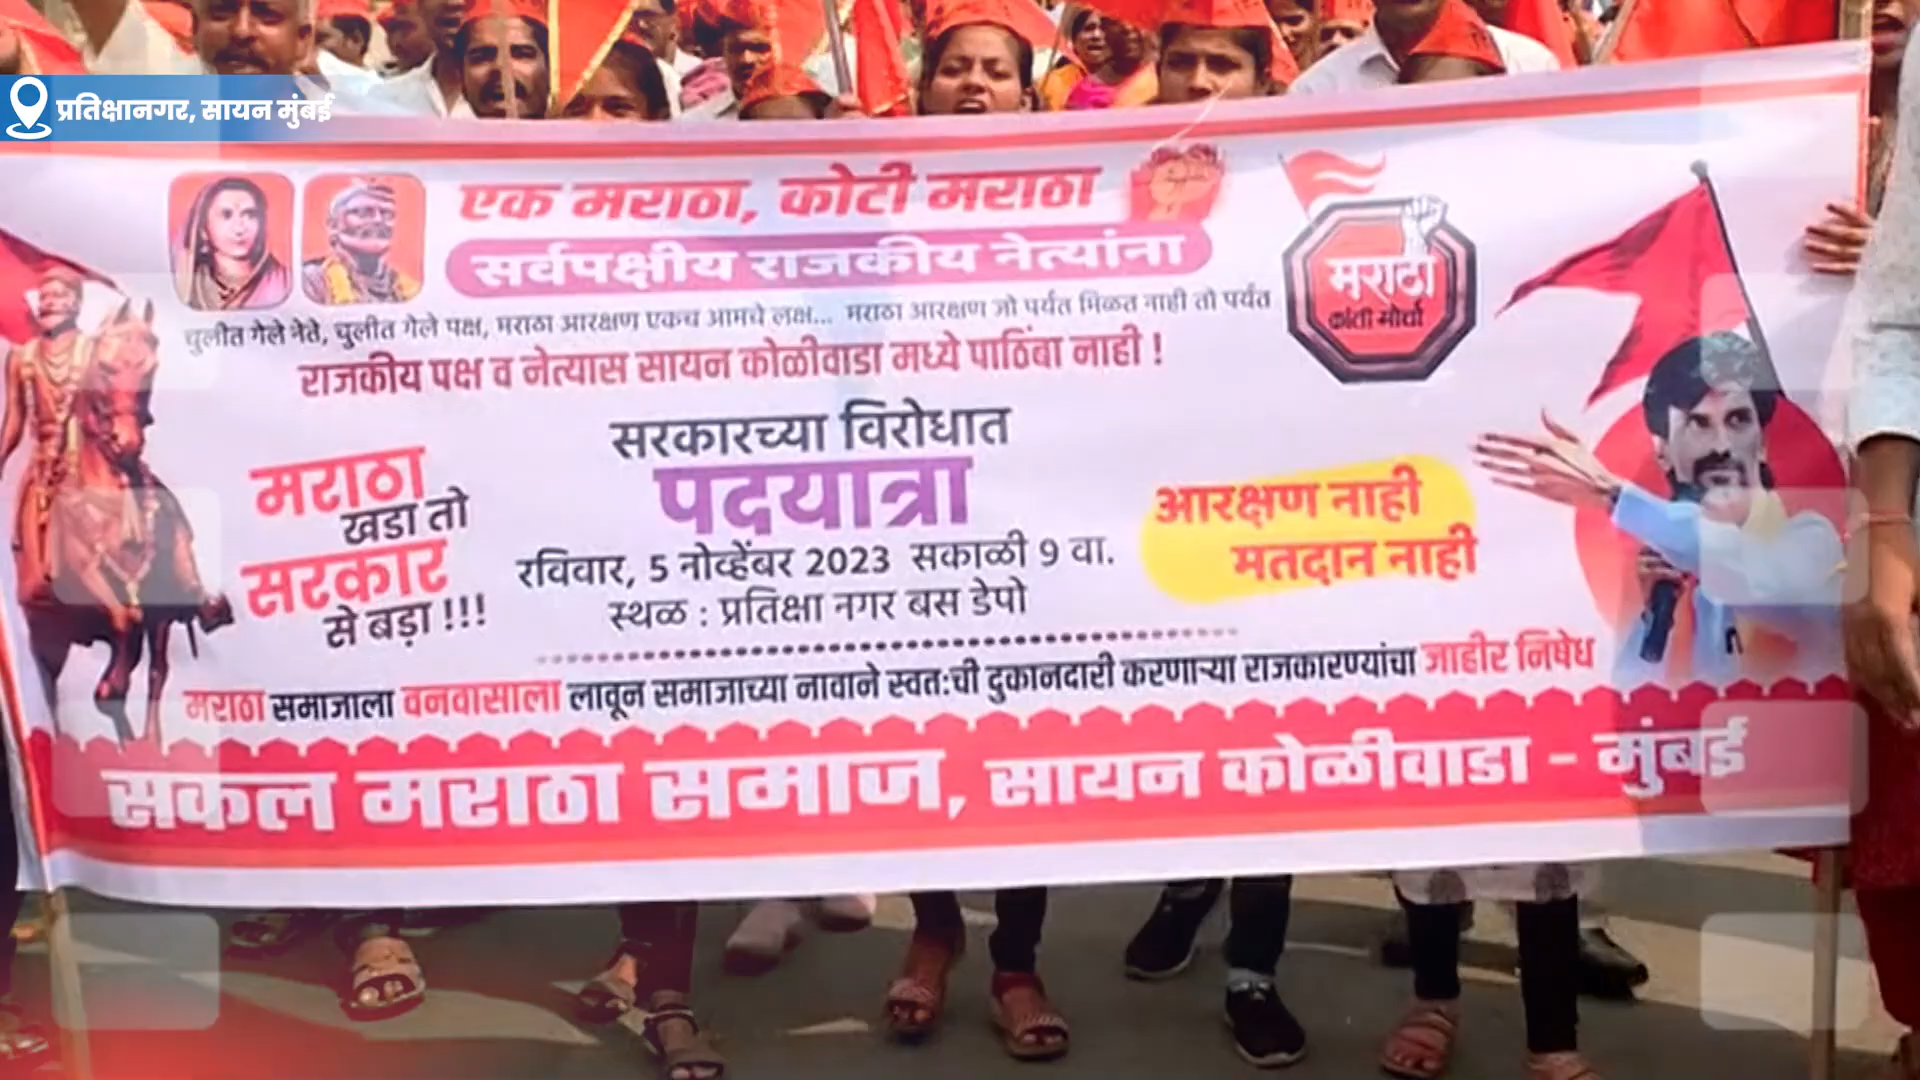 प्रतिक्षानगर, सायन मुंबई
एक मराठा, कोटी मराठा
सर्वपक्षीय राजकीय नेत्यांना
चुलीत गेले नेते, चुलीत गेले पक्ष, मराठा आरक्षण एकच आमचे लक्ष... मराठा आरक्षण जो पर्यंत मिळत नाही तो पर्यंत
राजकीय पक्ष व नेत्यास सायन कोळीवाडा मध्ये पाठिंबा नाही !
मराठा
क्रांती मोर्चा
सरकारच्या विरोधात
पदयात्रा
रविवार, 5 नोव्हेंबर 2023 सकाळी 9 वा.
स्थळ : प्रतिक्षा नगर बस डेपो
मराठा
खडा तो
सरकार
से बड़ा !!!
आरक्षण नाही
मतदान नाही
मराठा समाजाला वनवासाला लावून समाजाच्या नावाने स्वत:ची दुकानदारी करणाऱ्या राजकारण्यांचा जाहीर निषेध
सकल मराठा समाज, सायन कोळीवाडा - मुंबई